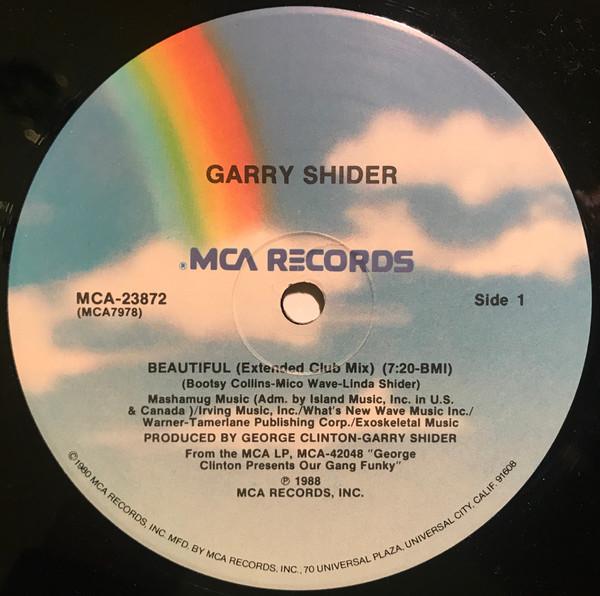 GARRY SHIDER
®MCA RECORDS
MCA-23872
(MCA7978)
Side 1
BEAUTIFUL (Extended Club Mix) (7:20-BMI)
(Bootsy Collins-Mico Wave-Linda Shider)
Mashamug Music (Adm. by Island Music, Inc. in U.S.
& Canada )/Irving Music, Inc./What's New Wave Music Inc./
Warner-Tamerlane Publishing Corp./Exoskeletal Music
PRODUCED BY GEORGE CLINTON-GARRY SHIDER
From the MCA LP, MCA-42048 "George
Clinton Presents Our Gang Funky"
℗ 1988
MCA RECORDS, INC.
©1980 MCA RECORDS, INC. MFD. BY MCA RECORDS, INC., 70 UNIVERSAL PLAZA, UNIVERSAL CITY, CALIF. 91608